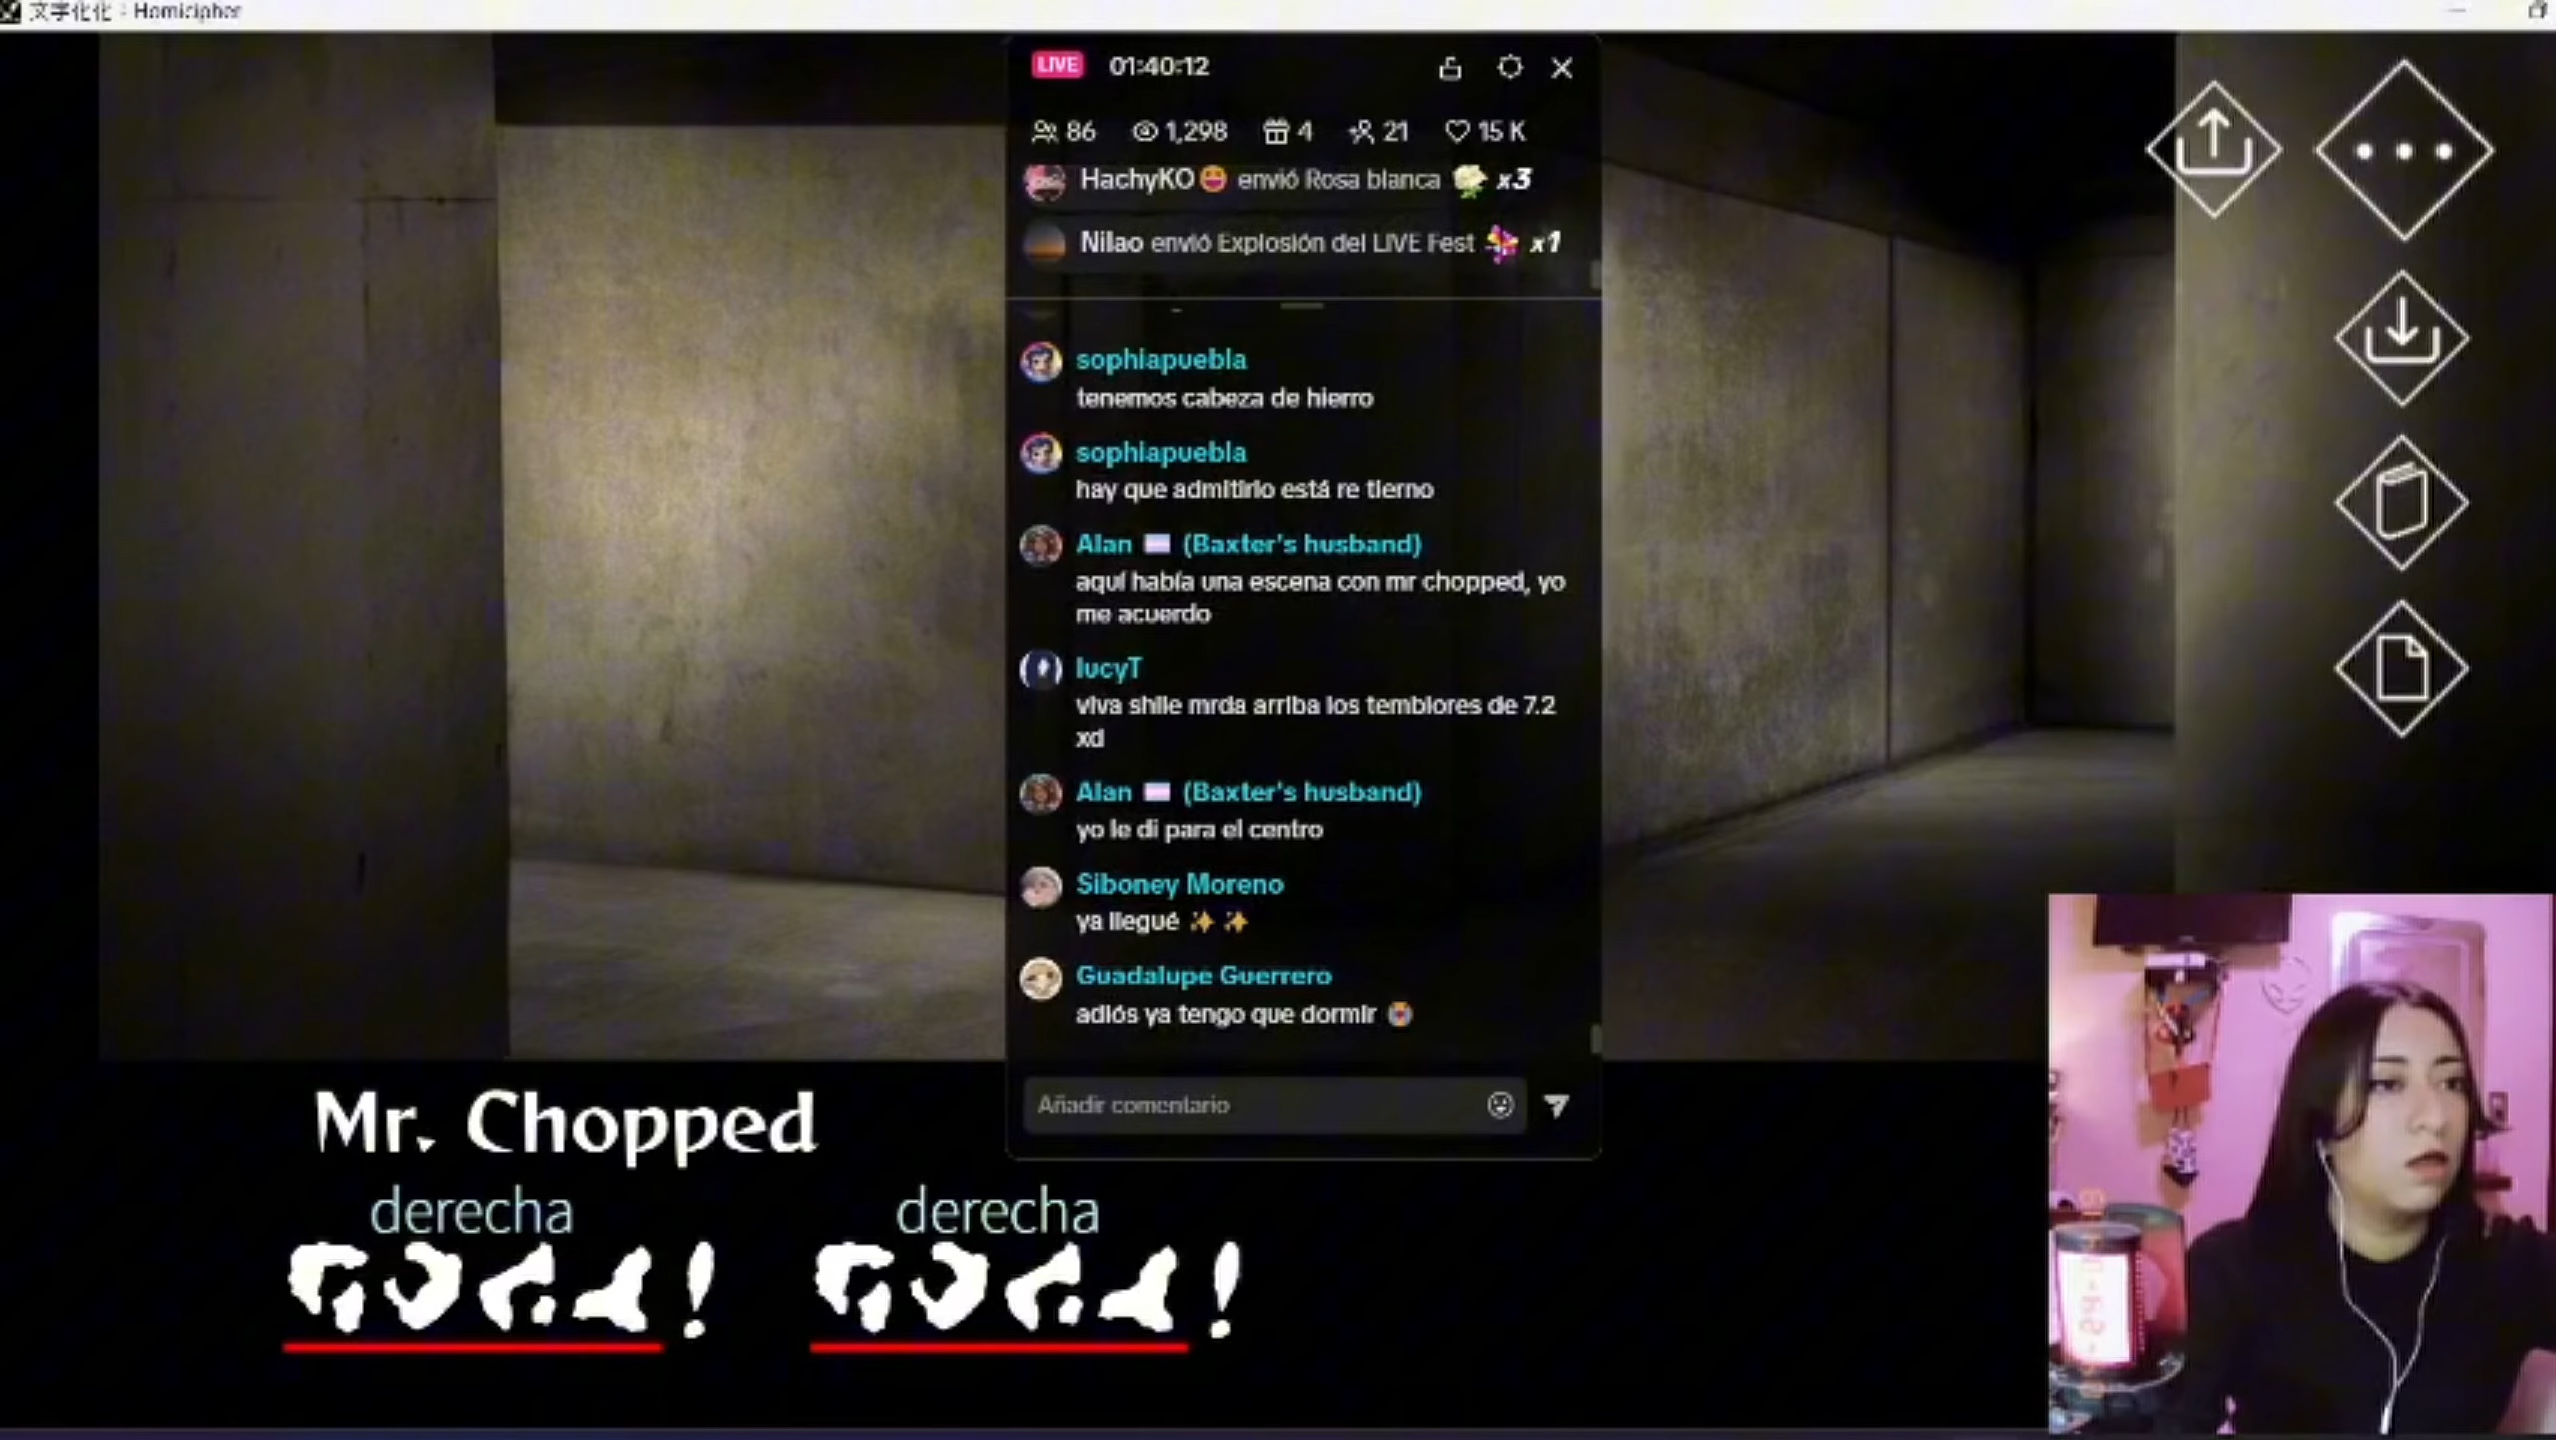 文字化化:Homicipher
LIVE 01:40:12
86 1,298 4 21 15 K
HachyKO😍 envió Rosa blanca x3
Nilao envió Explosión del LIVE Fest x1
sophiapuebla
tenemos cabeza de hierro
sophiapuebla
hay que admitirlo está re tierno
Alan (Baxter's husband)
aquí había una escena con mr chopped, yo
me acuerdo
lucyT
viva shile mrda arriba los temblores de 7.2
xd
Alan (Baxter's husband)
yo le di para el centro
Siboney Moreno
ya llegué ✨ ✨
Guadalupe Guerrero
adiós ya tengo que dormir
Añadir comentario
Mr. Chopped
derecha derecha